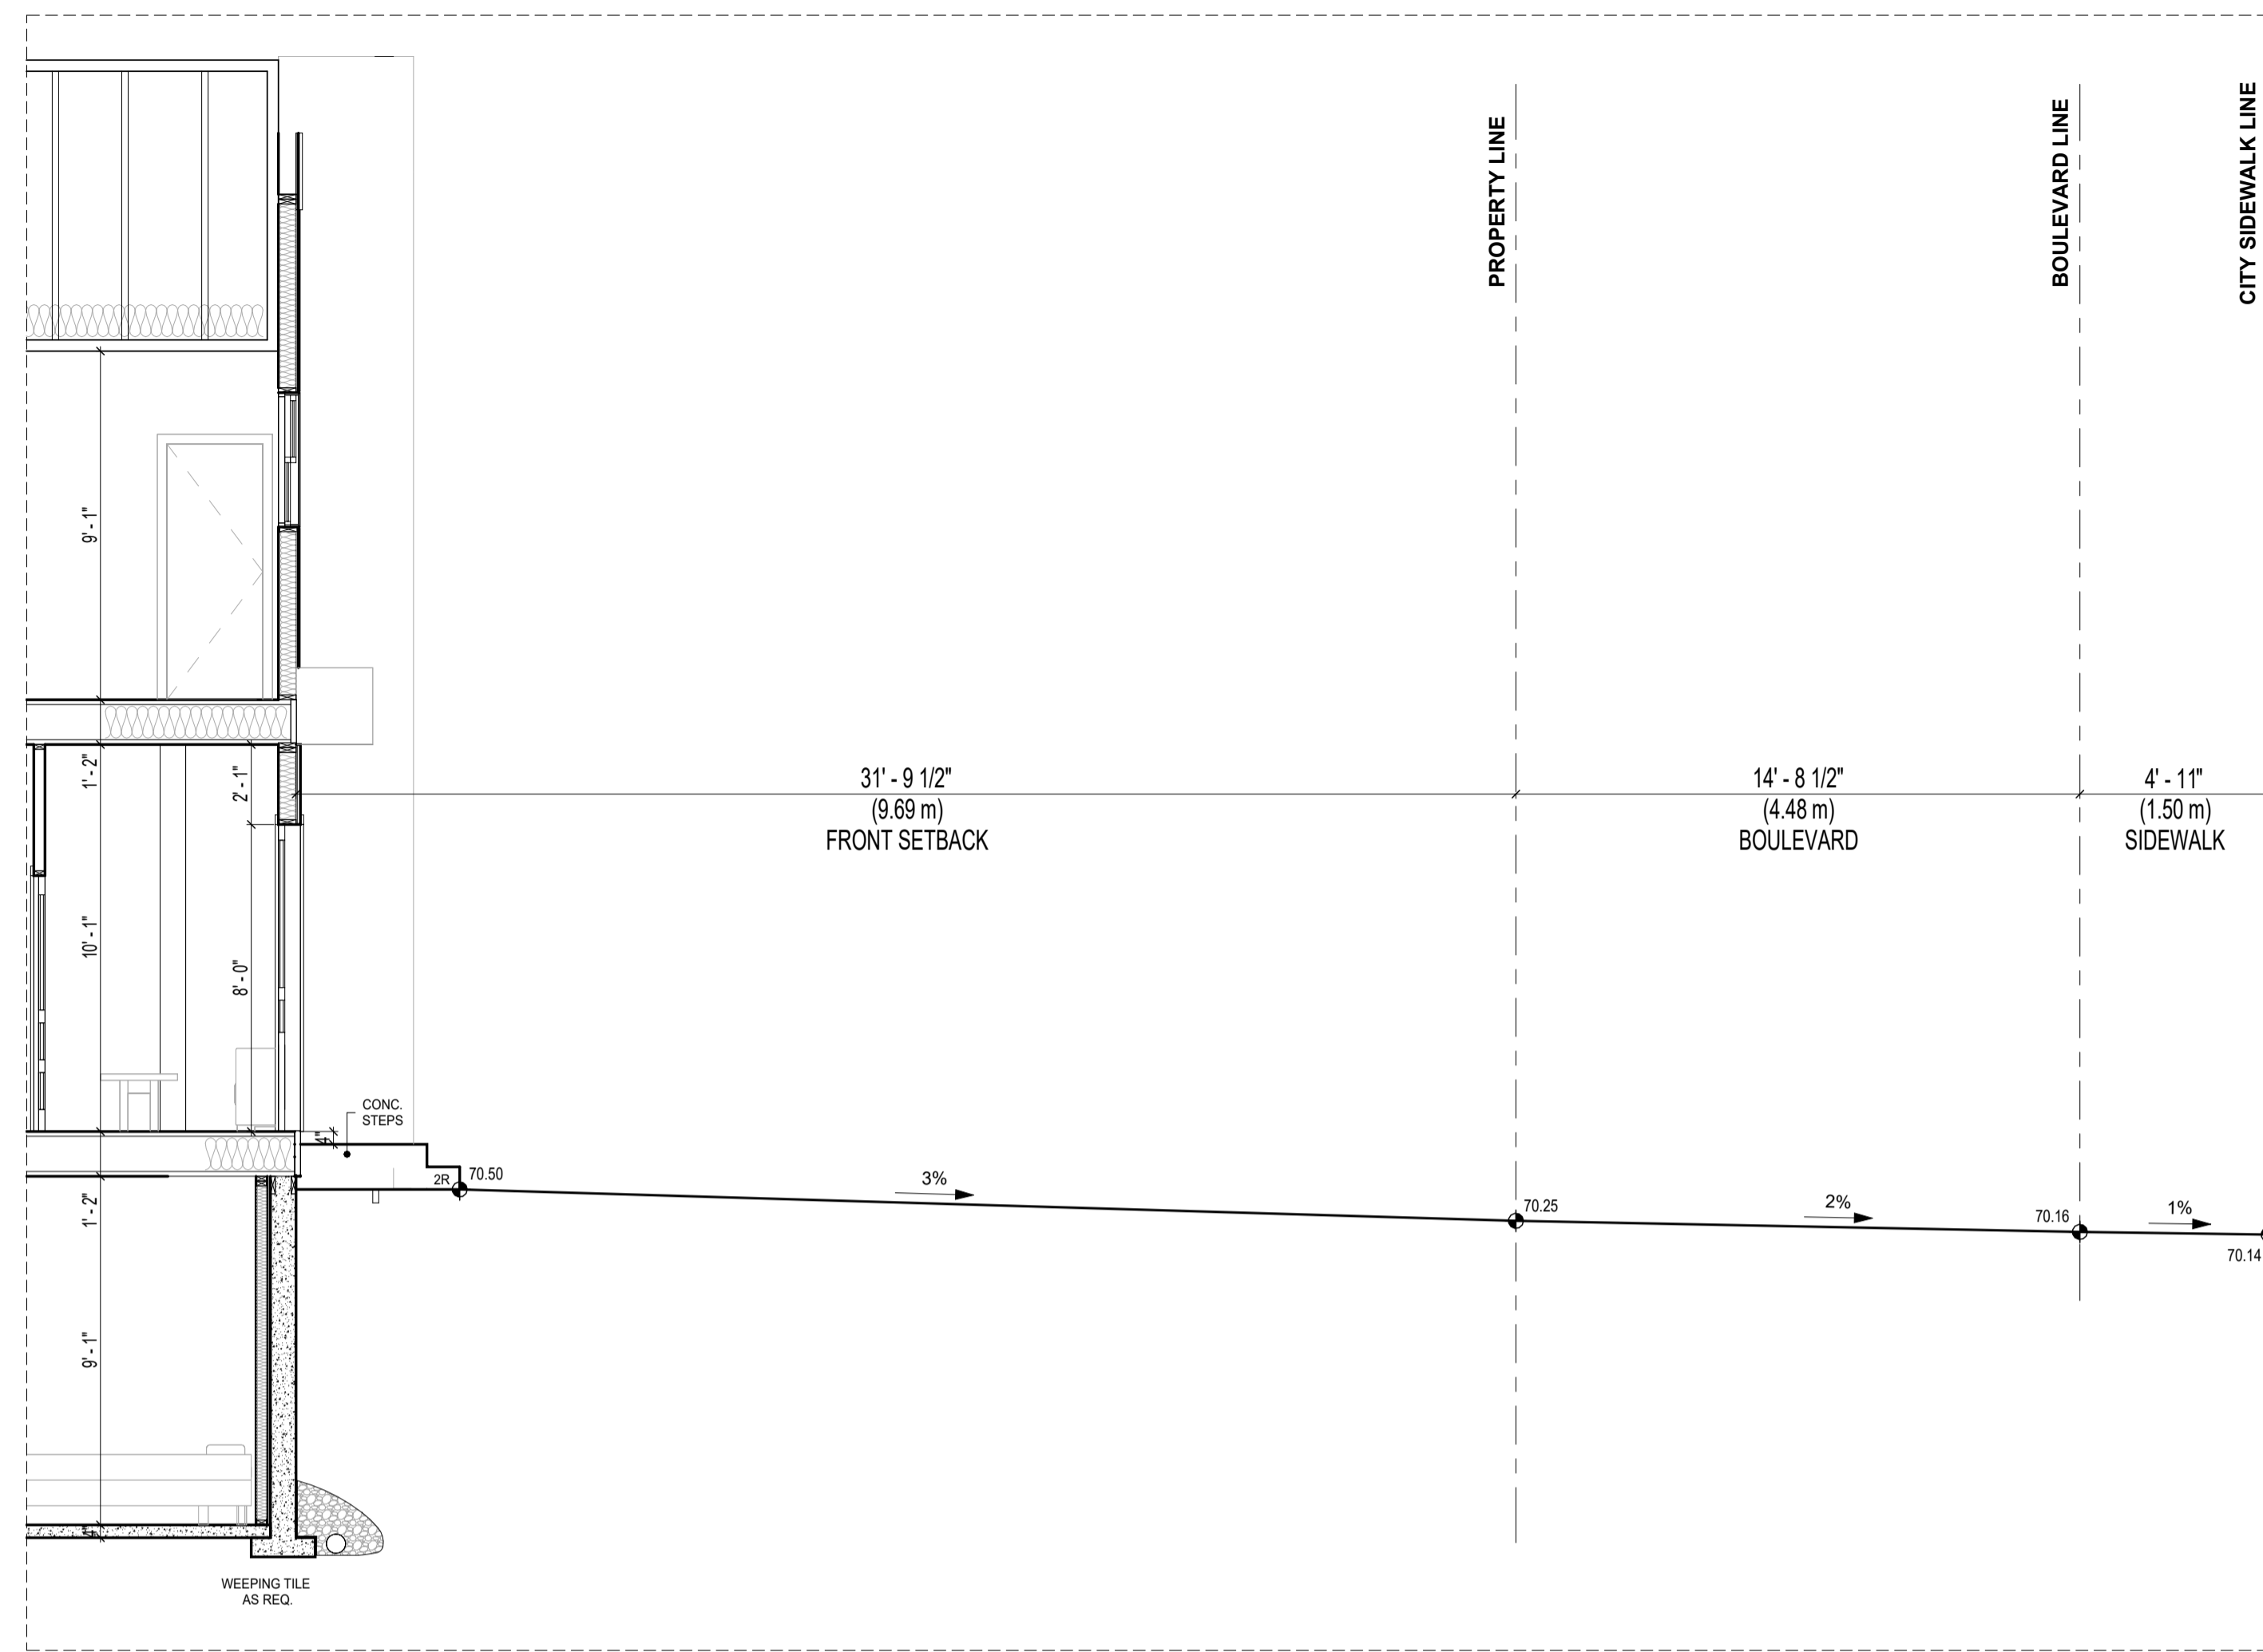 PROPERTY LINE
BOULEVARD LINE
CITY SIDEWALK LINE
9' - 1"
1' - 2"
2' - 1"
31' - 9 1/2"
(9.69 m)
FRONT SETBACK
14' - 8 1/2"
(4.48 m)
BOULEVARD
4' - 11"
(1.50 m)
SIDEWALK
10' - 1"
8' - 0"
CONC.
STEPS
4"
2R
70.50
3%
70.25
2%
70.16
1%
70.14
1' - 2"
9' - 1"
4"
WEEPING TILE
AS REQ.